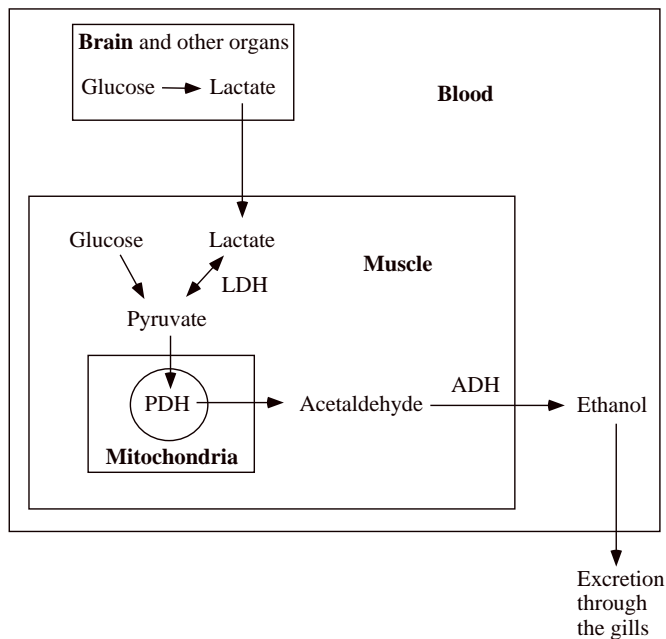 Brain and other organs
Glucose Lactate
Blood
Glucose Lactate
Muscle
LDH
Pyruvate
ADH
PDH Acetaldehyde Ethanol
Mitochondria
Excretion
through
the gills